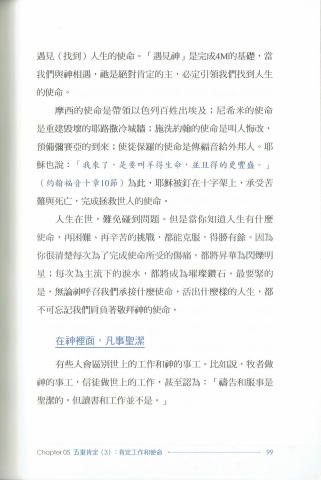 遇見（找到）人生的使命。「遇見神」是完成4M的基礎，當
我們與神相遇，祂是絕對肯定的主，必定引領我們找到人生
的使命。
摩西的使命是帶領以色列百姓出埃及；尼希米的使命
是重建毀壞的耶路撒冷城牆；施洗約翰的使命是叫人悔改，
預備彌賽亞的到來；使徒保羅的使命是傳福音給外邦人。耶
穌也說：「我來了，是要叫羊得生命，並且得的更豐盛。」
（約翰福音十章10節）為此，耶穌被釘在十字架上，承受苦
難與死亡，完成拯救世人的使命。
人生在世，難免碰到問題。但是當你知道人生有什麼
使命，再困難、再辛苦的挑戰，都能克服，得勝有餘。因為
你很清楚每次為了完成使命所受的傷痛，都將昇華為閃爍明
星；每次為主流下的淚水，都將成為璀璨鑽石。最要緊的
是，無論神呼召我們承接什麼使命，活出什麼樣的人生，都
不可忘記我們肩負著敬拜神的使命。
在神裡面，凡事聖潔
有些人會區別世上的工作和神的事工。比如說，牧者做
神的事工，信徒做世上的工作，甚至認為：「禱告和服事是
聖潔的，但讀書和工作並不是。」
Chapter 05 五重肯定（3）：肯定工作和使命 99